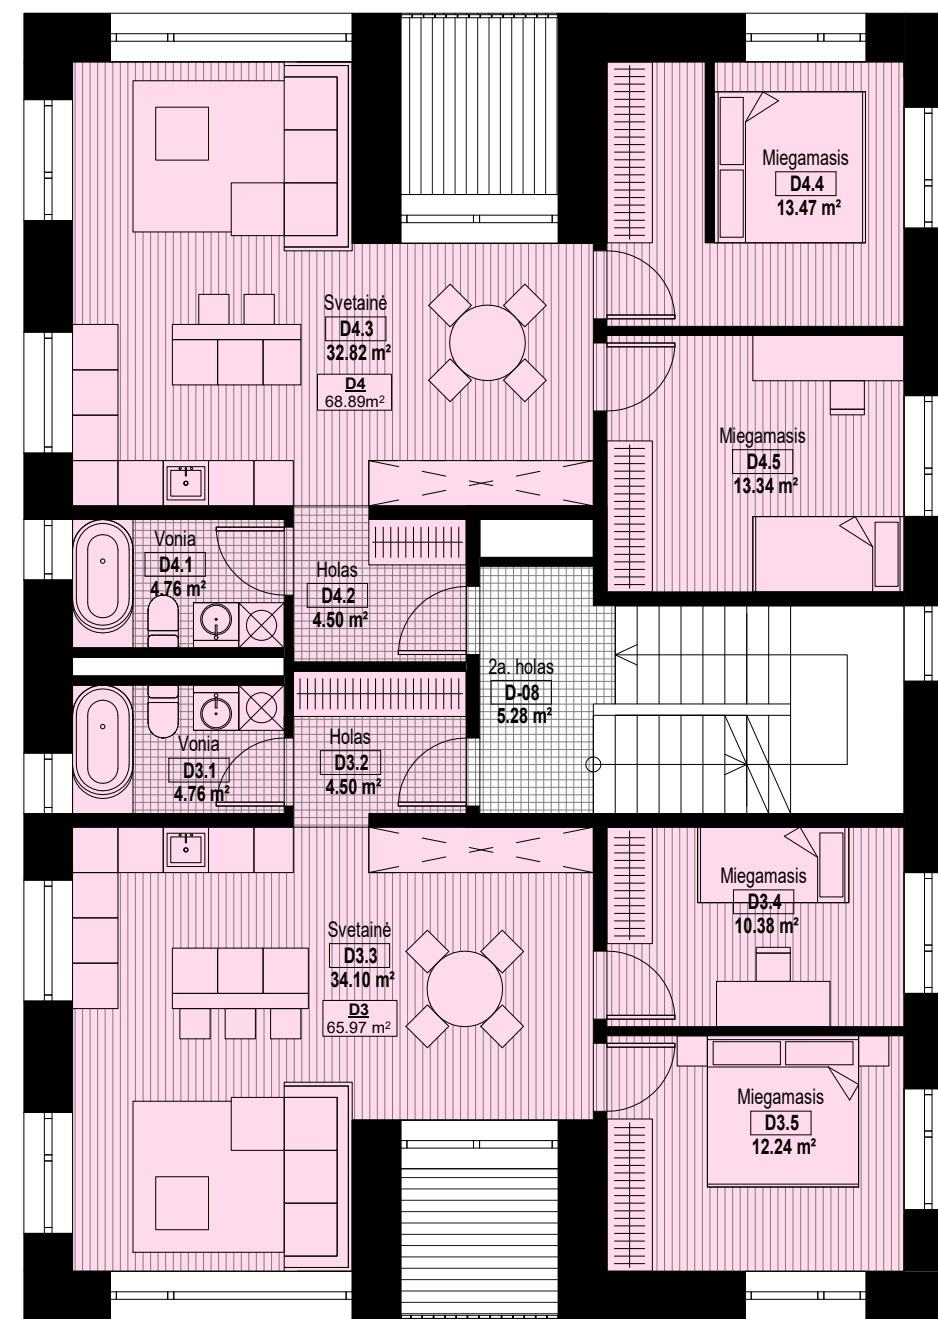 Miegamasis
D4.4
13.47 m²
Svetainė
D4.3
32.82 m²
D4
68.89m²
Miegamasis
D4.5
13.34 m²
Vonia
D4.1
4.76 m²
Holas
D4.2
4.50 m²
2a. holas
D-08
5.28 m²
Vonia
D3.1
4.76 m²
Holas
D3.2
4.50 m²
Miegamasis
D3.4
10.38 m²
Svetainė
D3.3
34.10 m²
D3
65.97 m²
Miegamasis
D3.5
12.24 m²